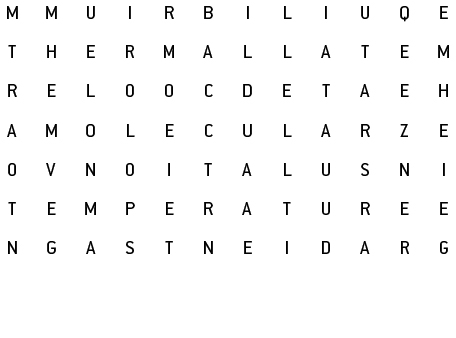 M M U I R B I L I U Q E
T H E R M A L L A T E M
R E L O O C D E T A E H
A M O L E C U L A R Z E
O V N O I T A L U S N I
T E M P E R A T U R E E
N G A S T N E I D A R G